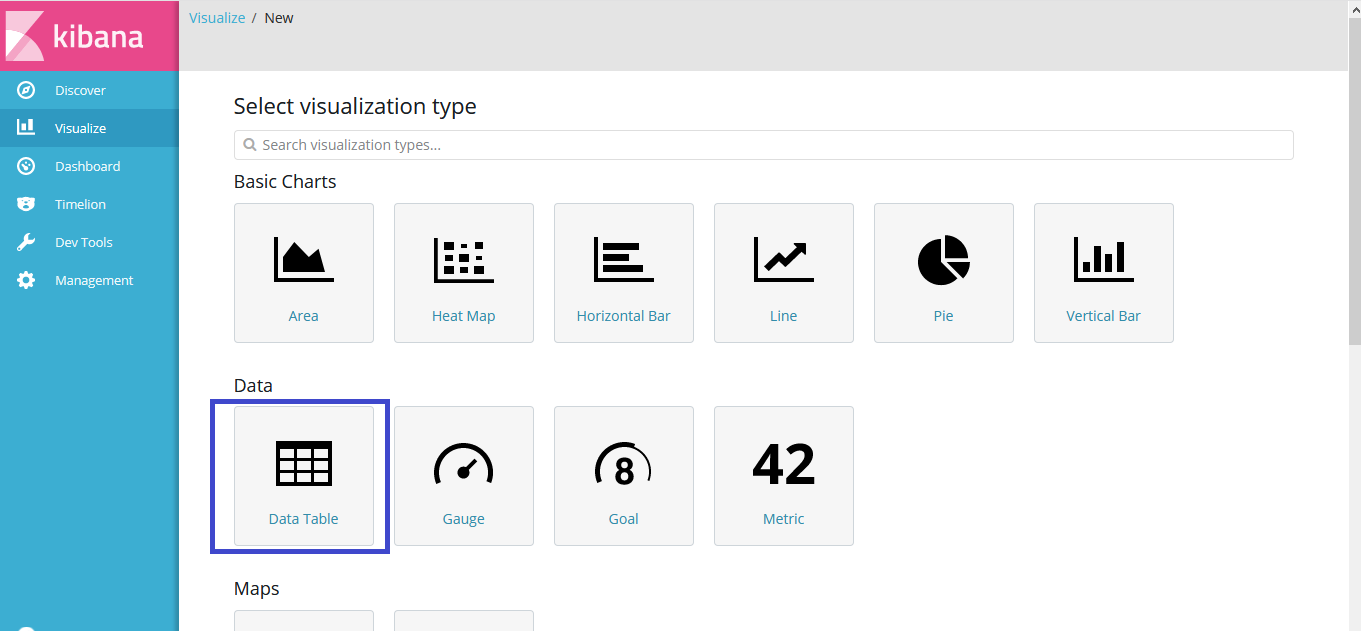 kibana
Visualize / New
Discover
Visualize
Dashboard
Timelion
Dev Tools
Management
Select visualization type
Search visualization types...
Basic Charts
Area
Heat Map
Horizontal Bar
Line
Pie
Vertical Bar
Data
8
42
Data Table
Gauge
Goal
Metric
Maps